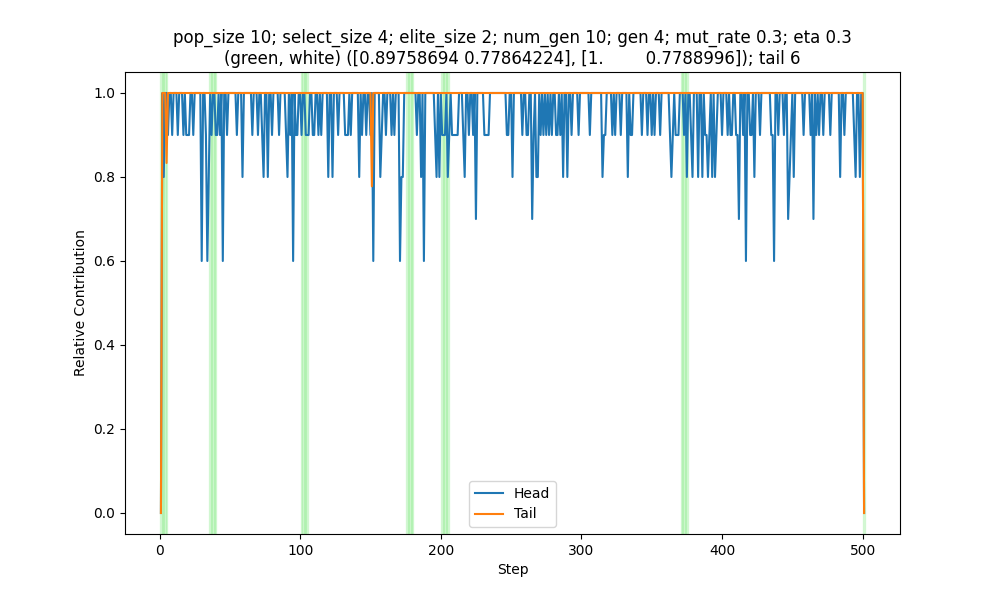 pop_size 10; select_size 4; elite_size 2; num_gen 10; gen 4; mut_rate 0.3; eta 0.3
(green, white) ([0.89758694 0.77864224], [1.        0.7788996]); tail 6
1.0
0.8
0.6
0.4
0.2
0.0
Relative Contribution
Head
Tail
0
100
200
300
400
500
Step